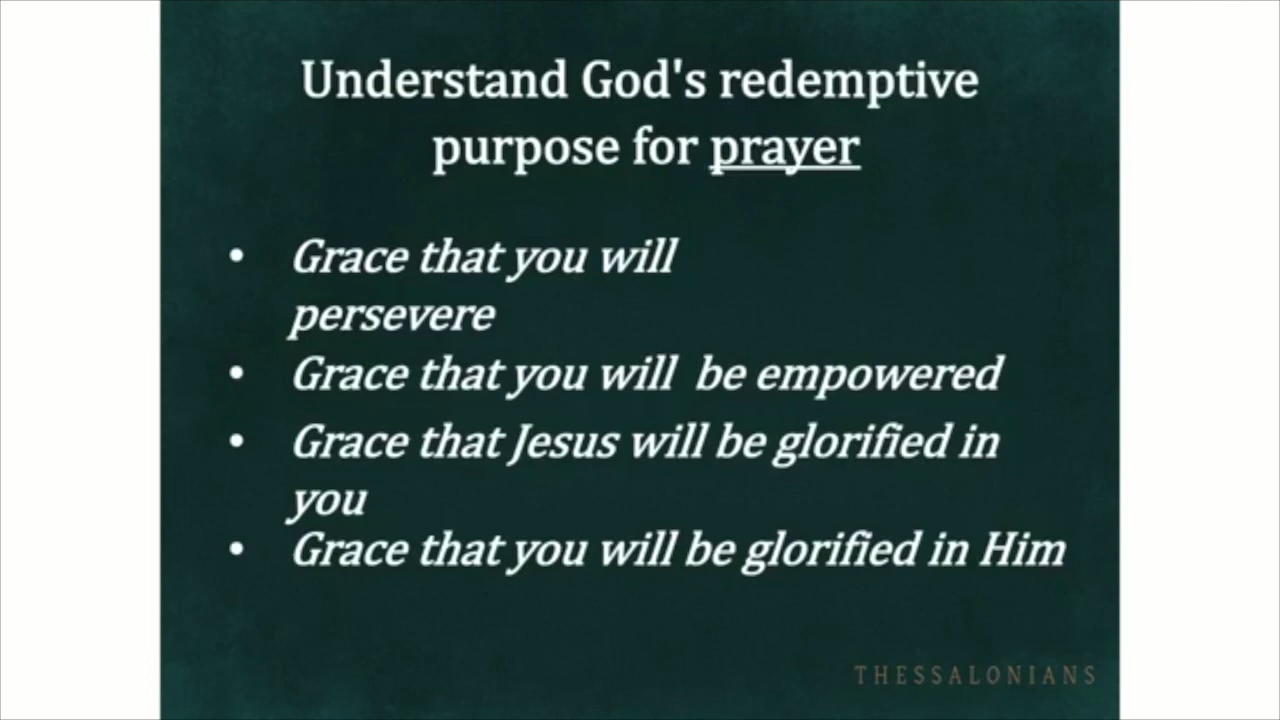 Understand God's redemptive
purpose for prayer
• Grace that you will
persevere
• Grace that you will  be empowered
• Grace that Jesus will be glorified in
you
• Grace that you will be glorified in Him
THESSALONIANS